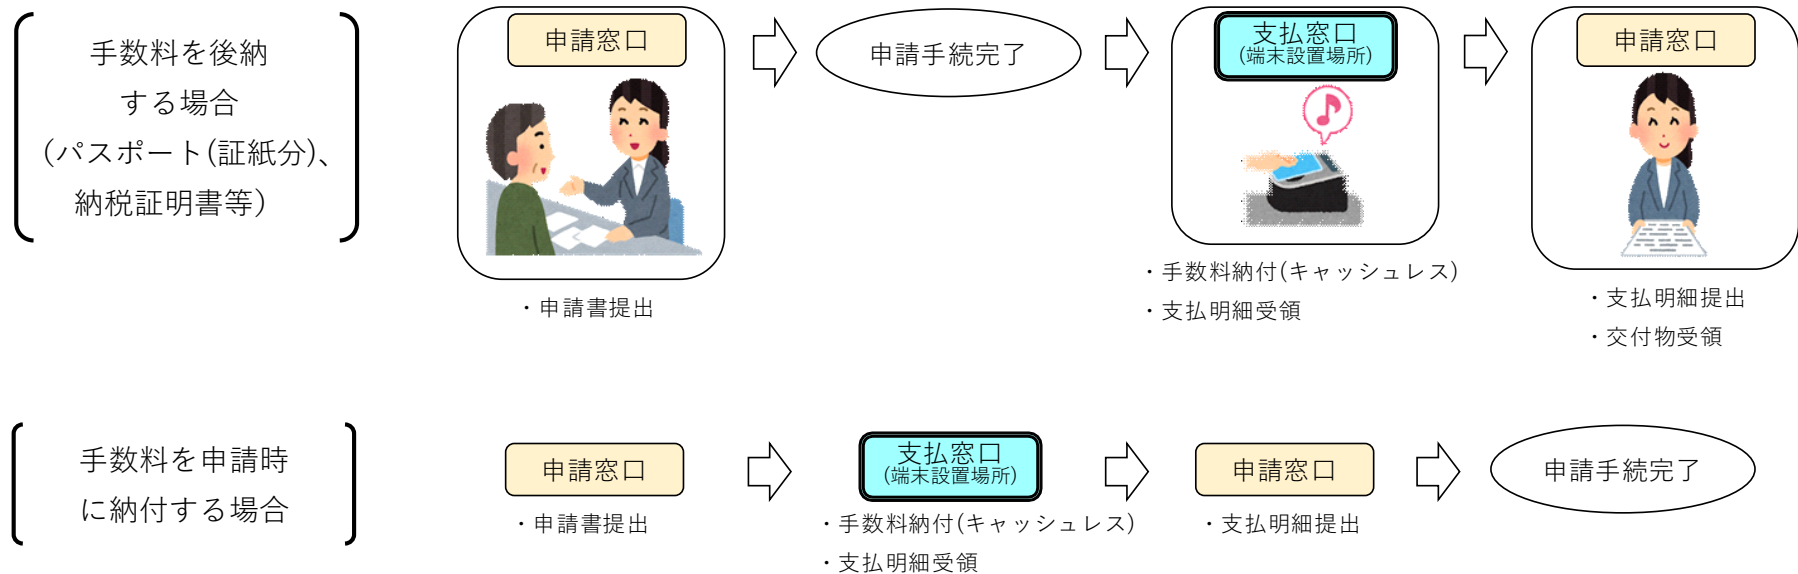 手数料を後納
する場合
(パスポート(証紙分)、
納税証明書等)
申請窓口
・申請書提出
申請手続完了
支払窓口
(端末設置場所)
・手数料納付(キャッシュレス)
・支払明細受領
申請窓口
・支払明細提出
・交付物受領
手数料を申請時
に納付する場合
申請窓口
・申請書提出
支払窓口
(端末設置場所)
・手数料納付(キャッシュレス)
・支払明細受領
申請窓口
・支払明細提出
申請手続完了